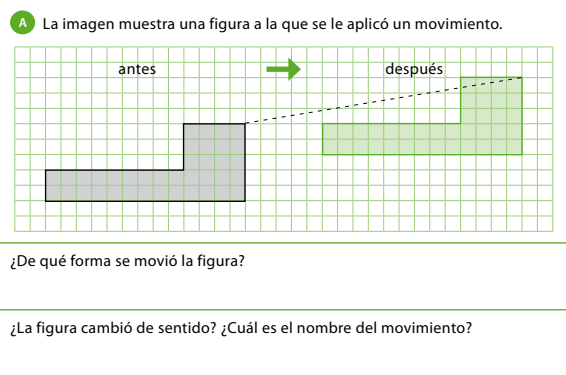 A La imagen muestra una figura a la que se le aplicó un movimiento.
antes después
¿De qué forma se movió la figura?
¿La figura cambió de sentido? ¿Cuál es el nombre del movimiento?